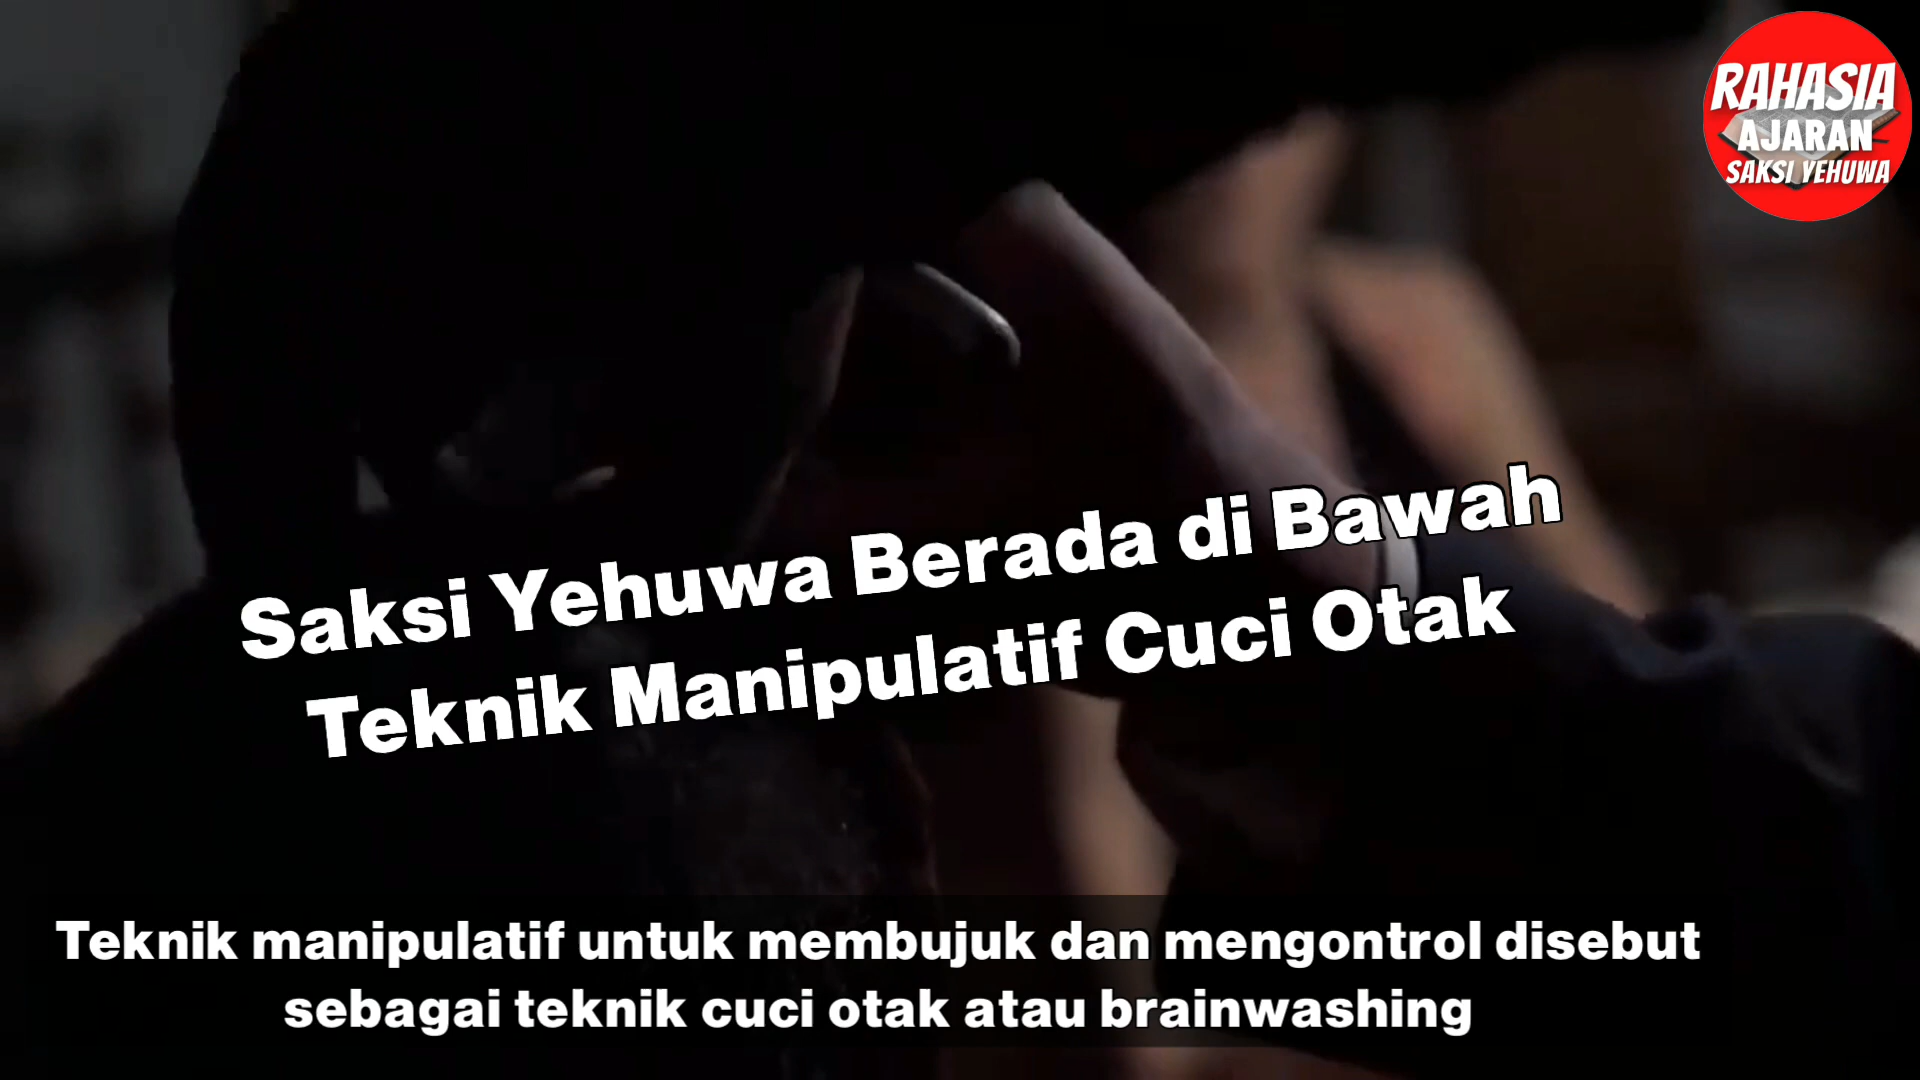 RAHASIA
AJARAN
SAKSI YEHUWA
Saksi Yehuwa Berada di Bawah
Teknik Manipulatif Cuci Otak
Teknik manipulatif untuk membujuk dan mengontrol disebut
sebagai teknik cuci otak atau brainwashing